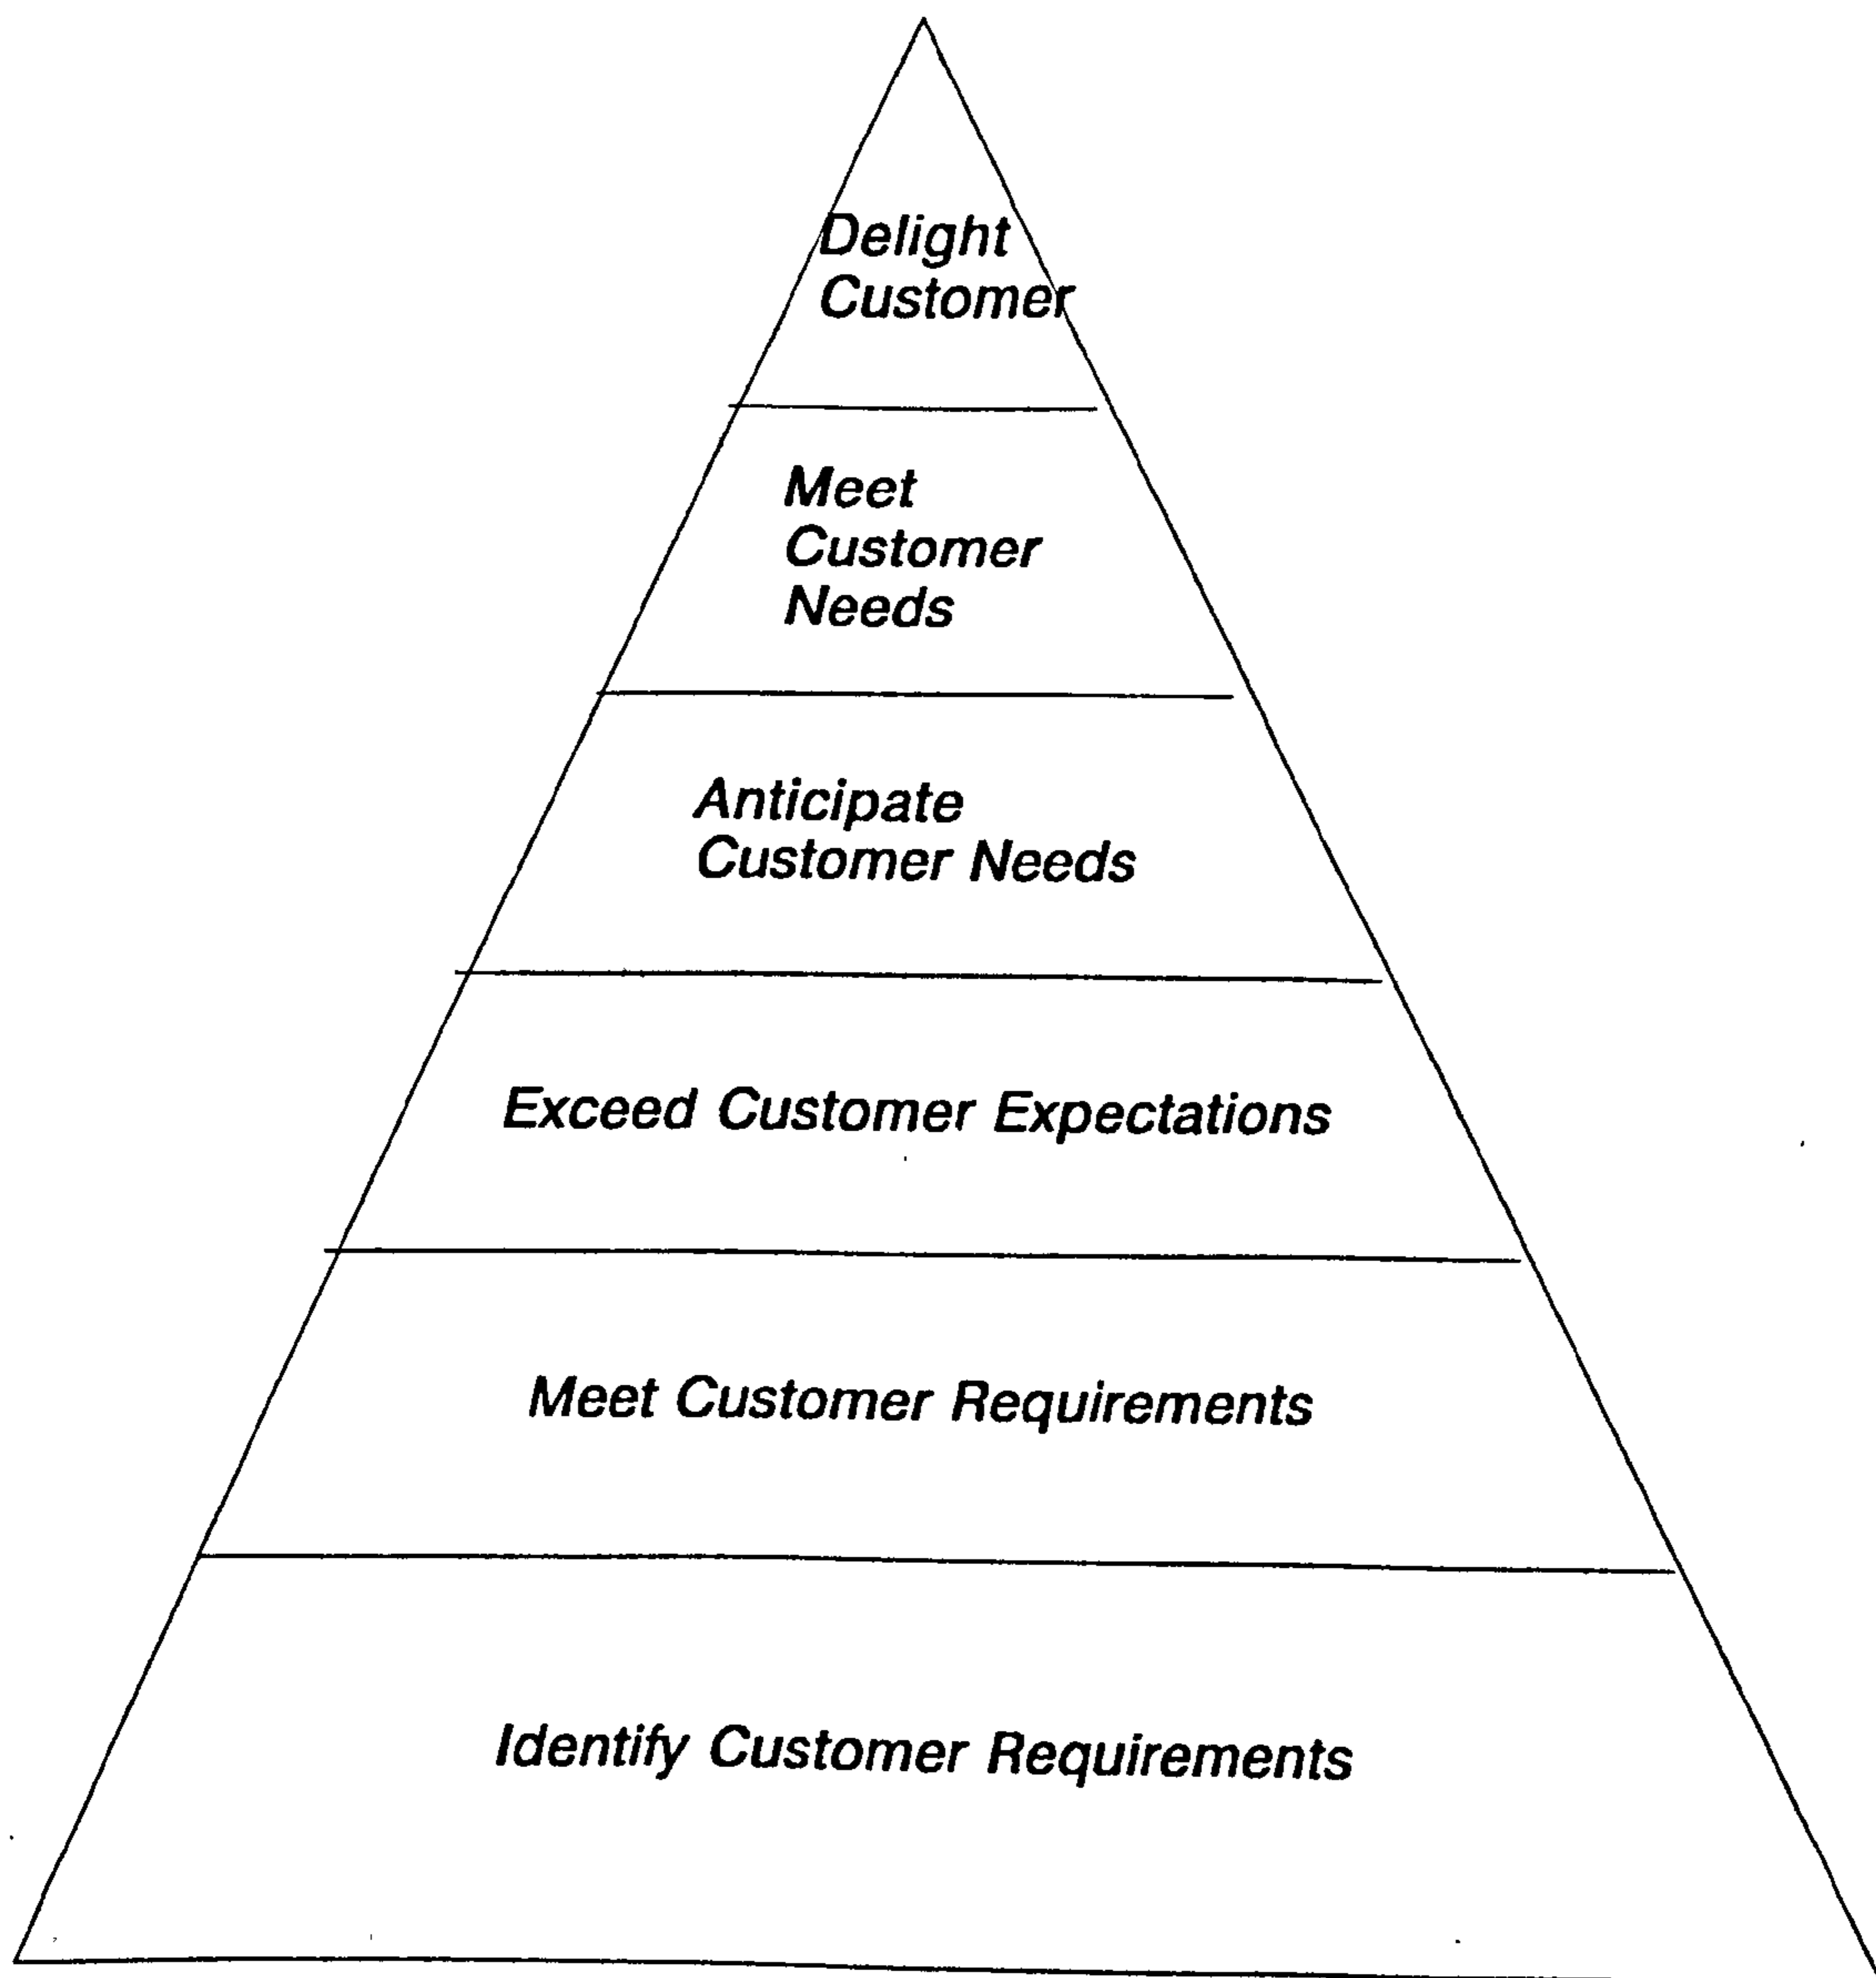 Delight
Customer
Meet
Customer
Needs
Anticipate
Customer Needs
Exceed Customer Expectations
Meet Customer Requirements
Identify Customer Requirements